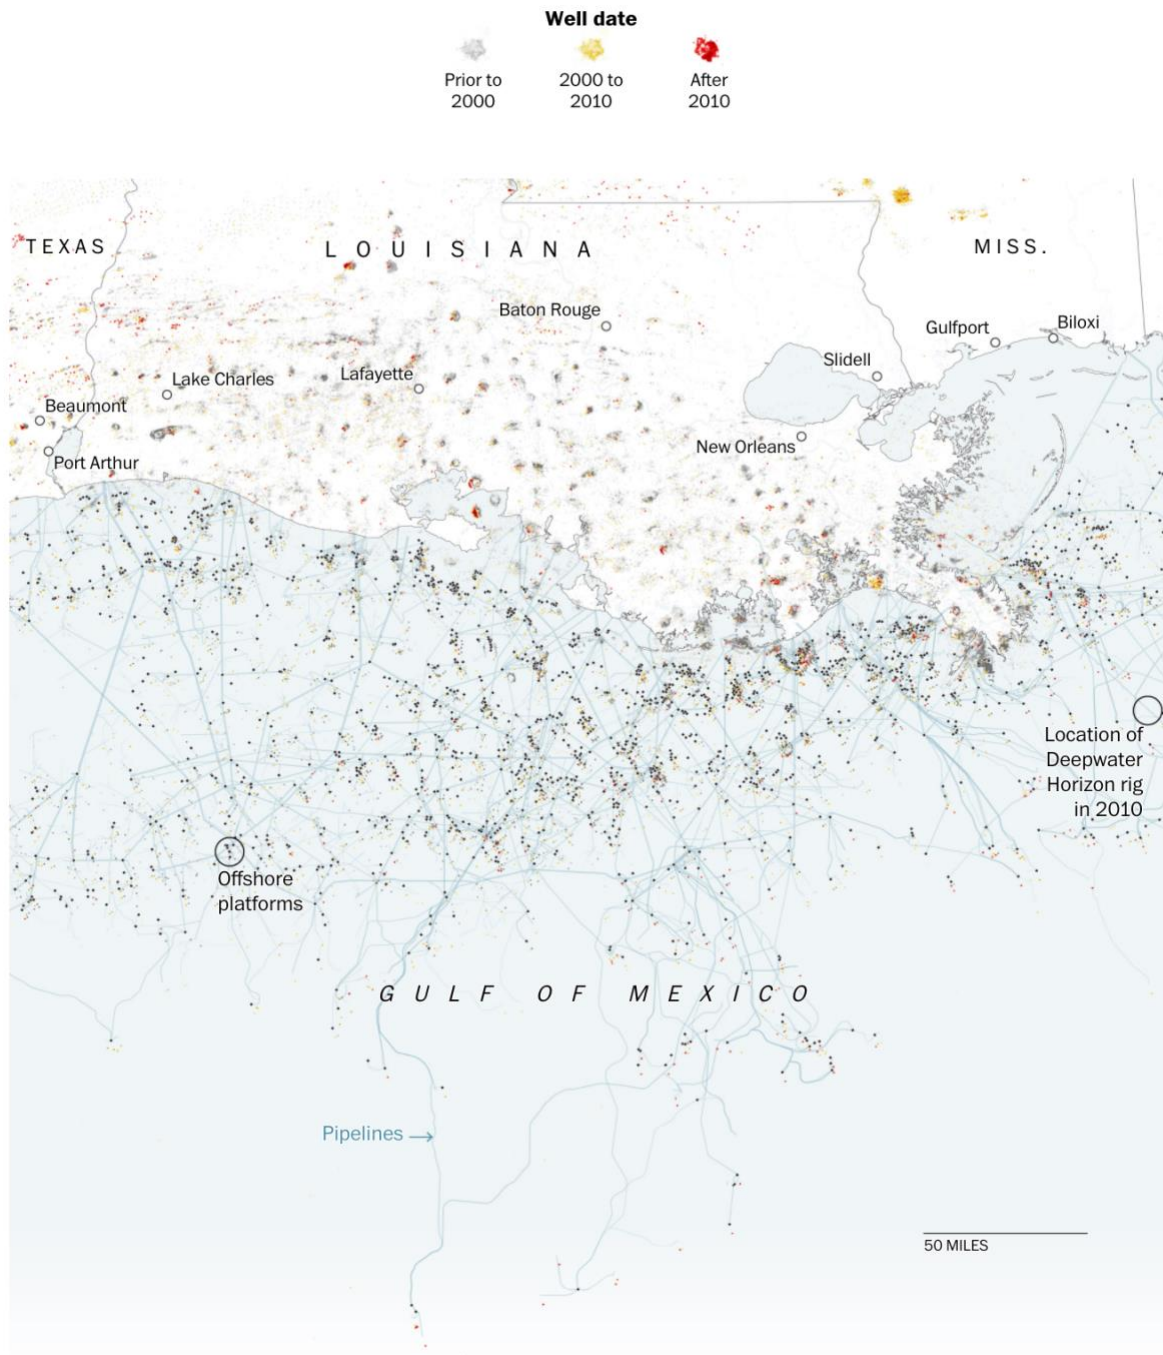 Well date
Prior to
2000
2000 to
2010
After
2010
TEXAS
LOUISIANA
MISS.
Baton Rouge
Gulfport
Biloxi
Slidell
Lake Charles
Lafayette
Beaumont
New Orleans
Port Arthur
Location of
Deepwater
Horizon rig
in 2010
Offshore
platforms
GULF OF MEXICO
Pipelines
50 MILES